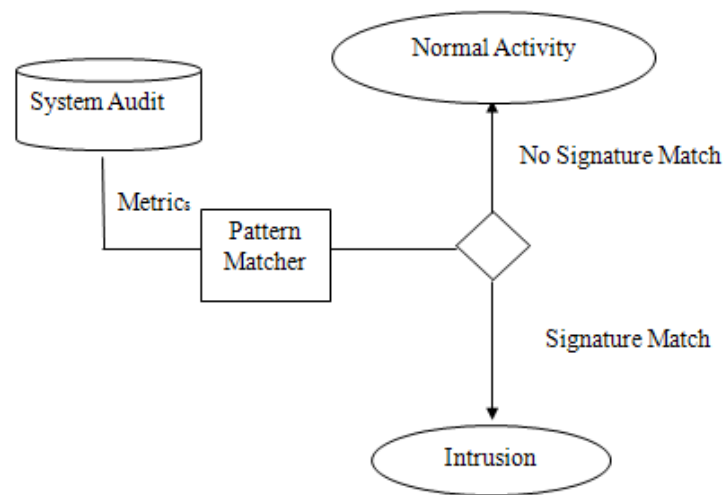 Normal Activity
System Audit
No Signature Match
Metrics
Pattern
Matcher
Signature Match
Intrusion